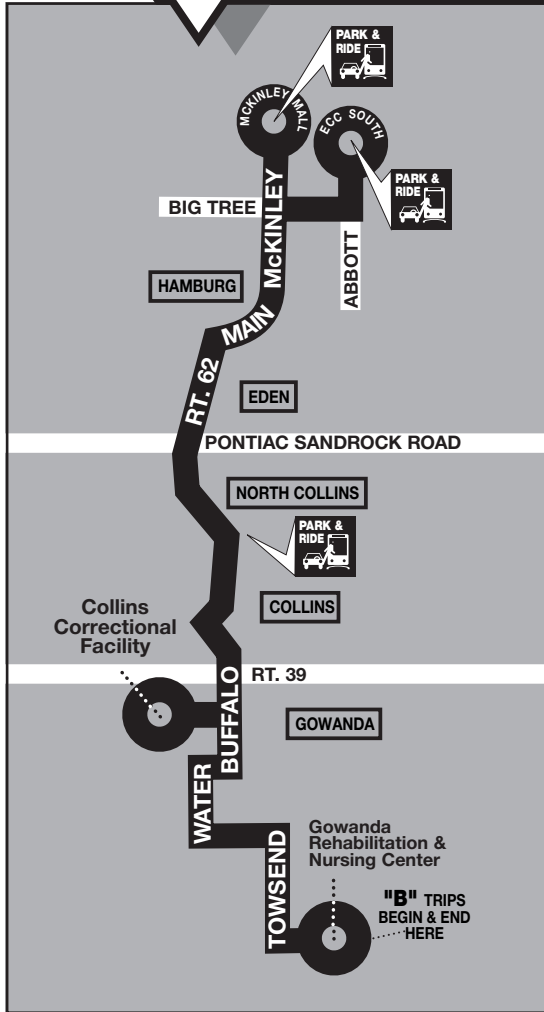 PARK &
RIDE
MCKINLEY MALL
ECC SOUTH
PARK &
RIDE
BIG TREE
McKINLEY
ABBOTT
HAMBURG
MAIN
RT. 62
EDEN
PONTIAC SANDROCK ROAD
NORTH COLLINS
PARK &
RIDE
COLLINS
Collins
Correctional
Facility
RT. 39
BUFFALO
GOWANDA
WATER
TOWSEND
Gowanda
Rehabilitation &
Nursing Center
"B" TRIPS
BEGIN & END
HERE